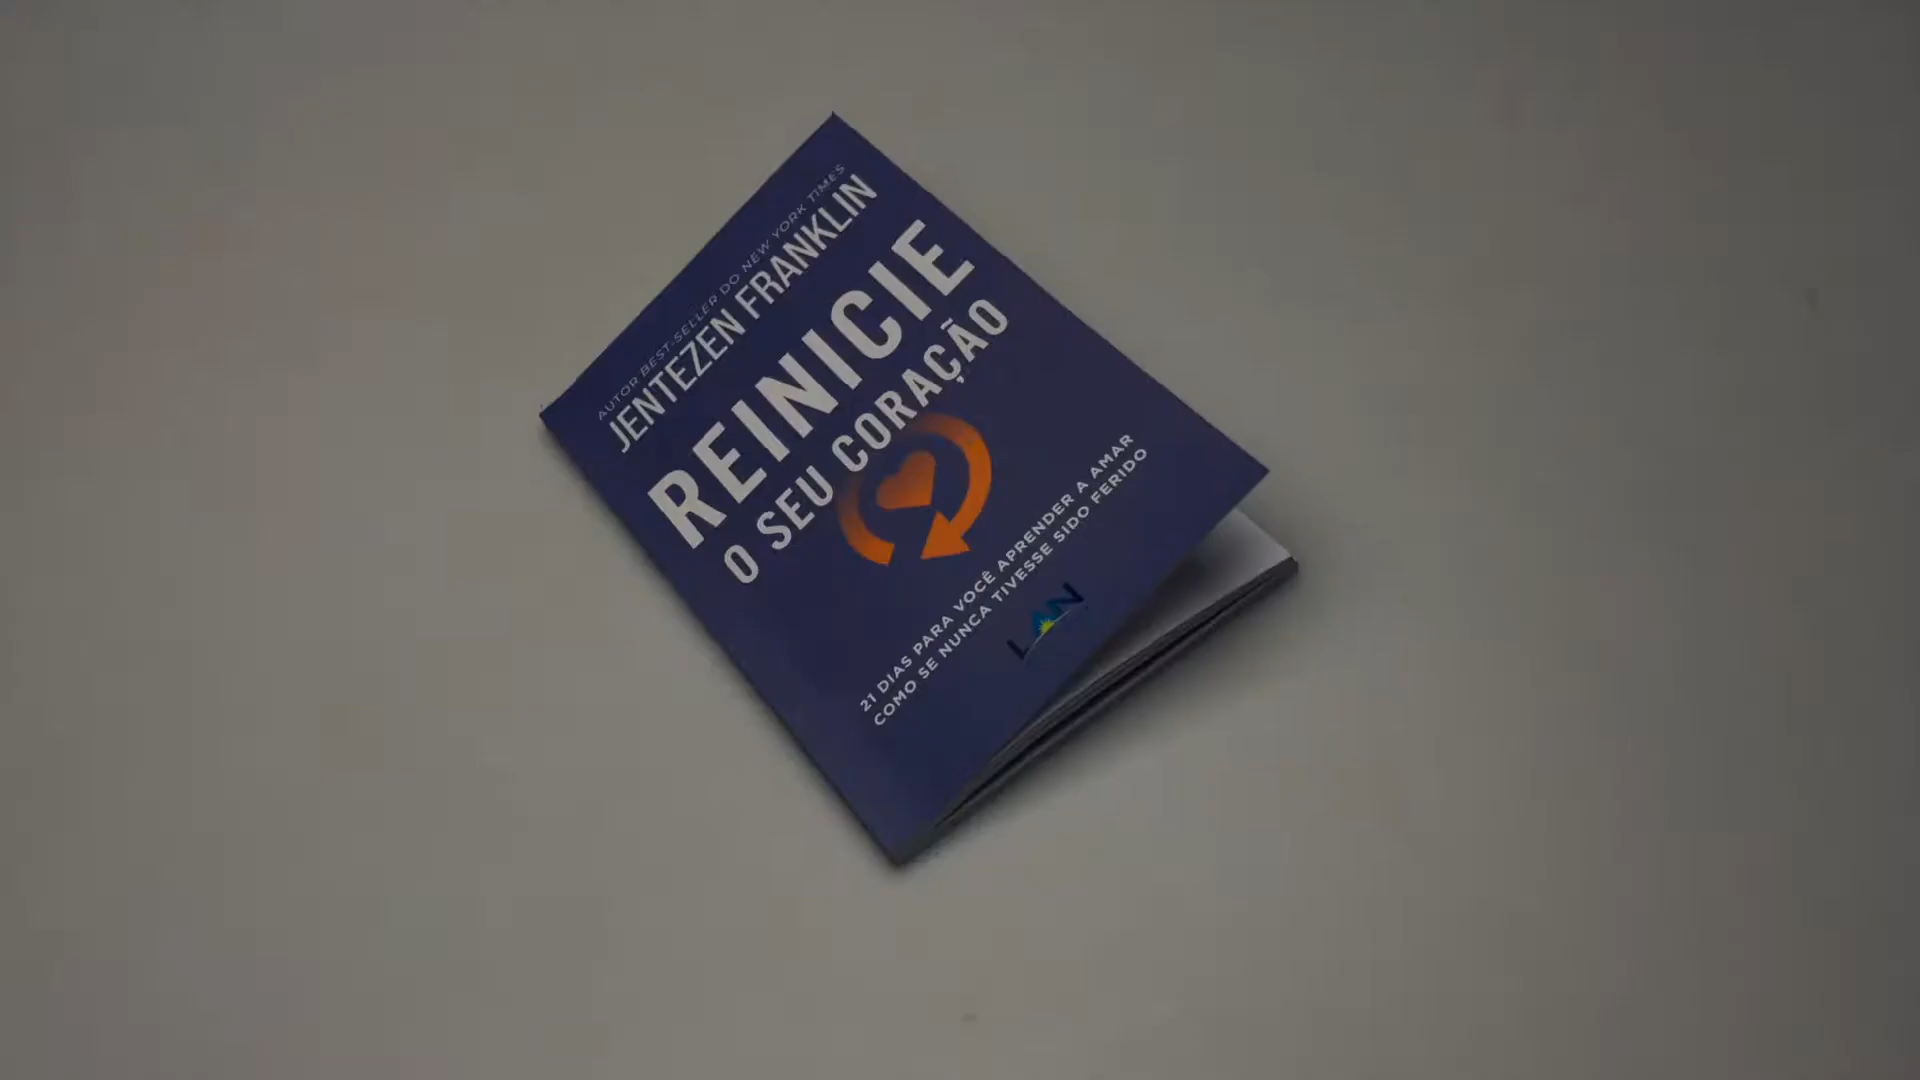 AUTOR BEST-SELLER DO NEW YORK TIMES
JENTEZEN FRANKLIN
REINICIE
O SEU CORAÇÃO
21 DIAS PARA VOCÊ APRENDER A AMAR
COMO SE NUNCA TIVESSE SIDO FERIDO
LAN